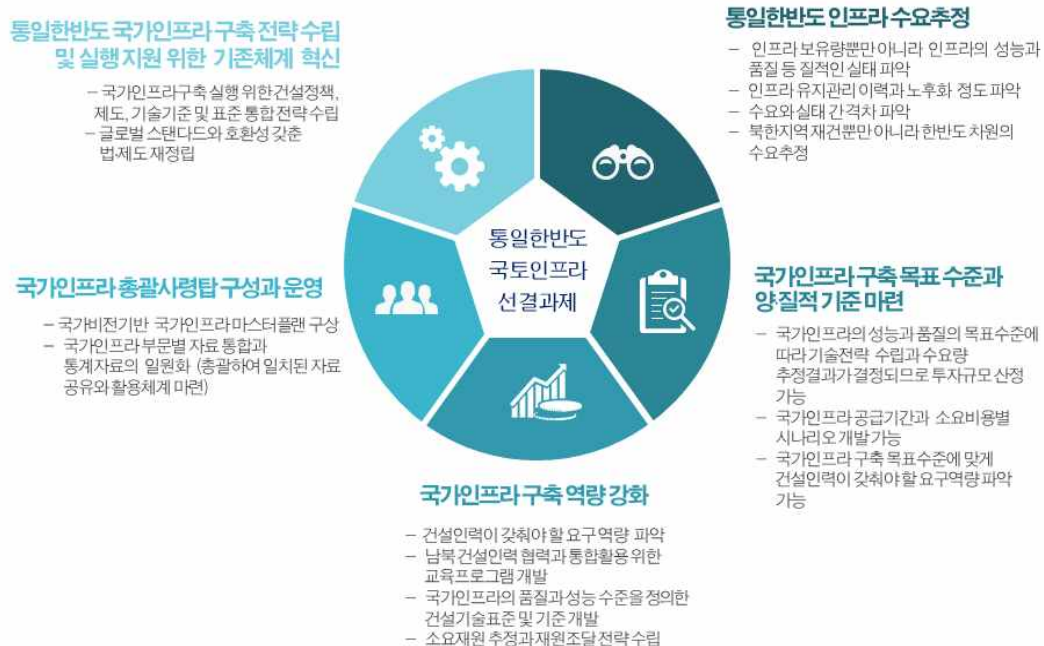 통일한반도 국가인프라 구축 전략 수립
및 실행 지원 위한 기존체계 혁신
– 국가인프라구축 실행 위한 건설정책,
제도, 기술기준 및 표준 통합 전략 수립
– 글로벌 스탠다드와 호환성 갖춘
법·제도 재정립
통일한반도 인프라 수요추정
– 인프라 보유량뿐만 아니라 인프라의 성능과
품질 등 질적인 실태 파악
– 인프라 유지관리 이력과 노후화 정도 파악
– 수요와 실태 간 격차 파악
– 북한지역 재건뿐만 아니라 한반도 차원의
수요추정
통일한반도
국토인프라
선결과제
국가인프라 총괄사령탑 구성과 운영
– 국가비전기반 국가인프라 마스터플랜 구상
– 국가인프라 부문별 자료 통합과
통계자료의 일원화 (총괄하여 일치된 자료
공유와 활용체계 마련)
국가인프라 구축 목표 수준과
양·질적 기준 마련
– 국가인프라의 성능과 품질의 목표수준에
따라 기술전략 수립과 수요량
추정결과가 결정되므로 투자규모 산정
가능
– 국가인프라 공급기간과 소요비용별
시나리오 개발 가능
– 국가인프라 구축 목표수준에 맞게
건설인력이 갖춰야 할 요구역량 파악
가능
국가인프라 구축 역량 강화
– 건설인력이 갖춰야 할 요구 역량 파악
– 남북 건설인력 협력과 통합활용 위한
교육프로그램 개발
– 국가인프라의 품질과 성능 수준을 정의한
건설기술표준 및 기준 개발
– 소요재원 추정과 재원조달 전략 수립